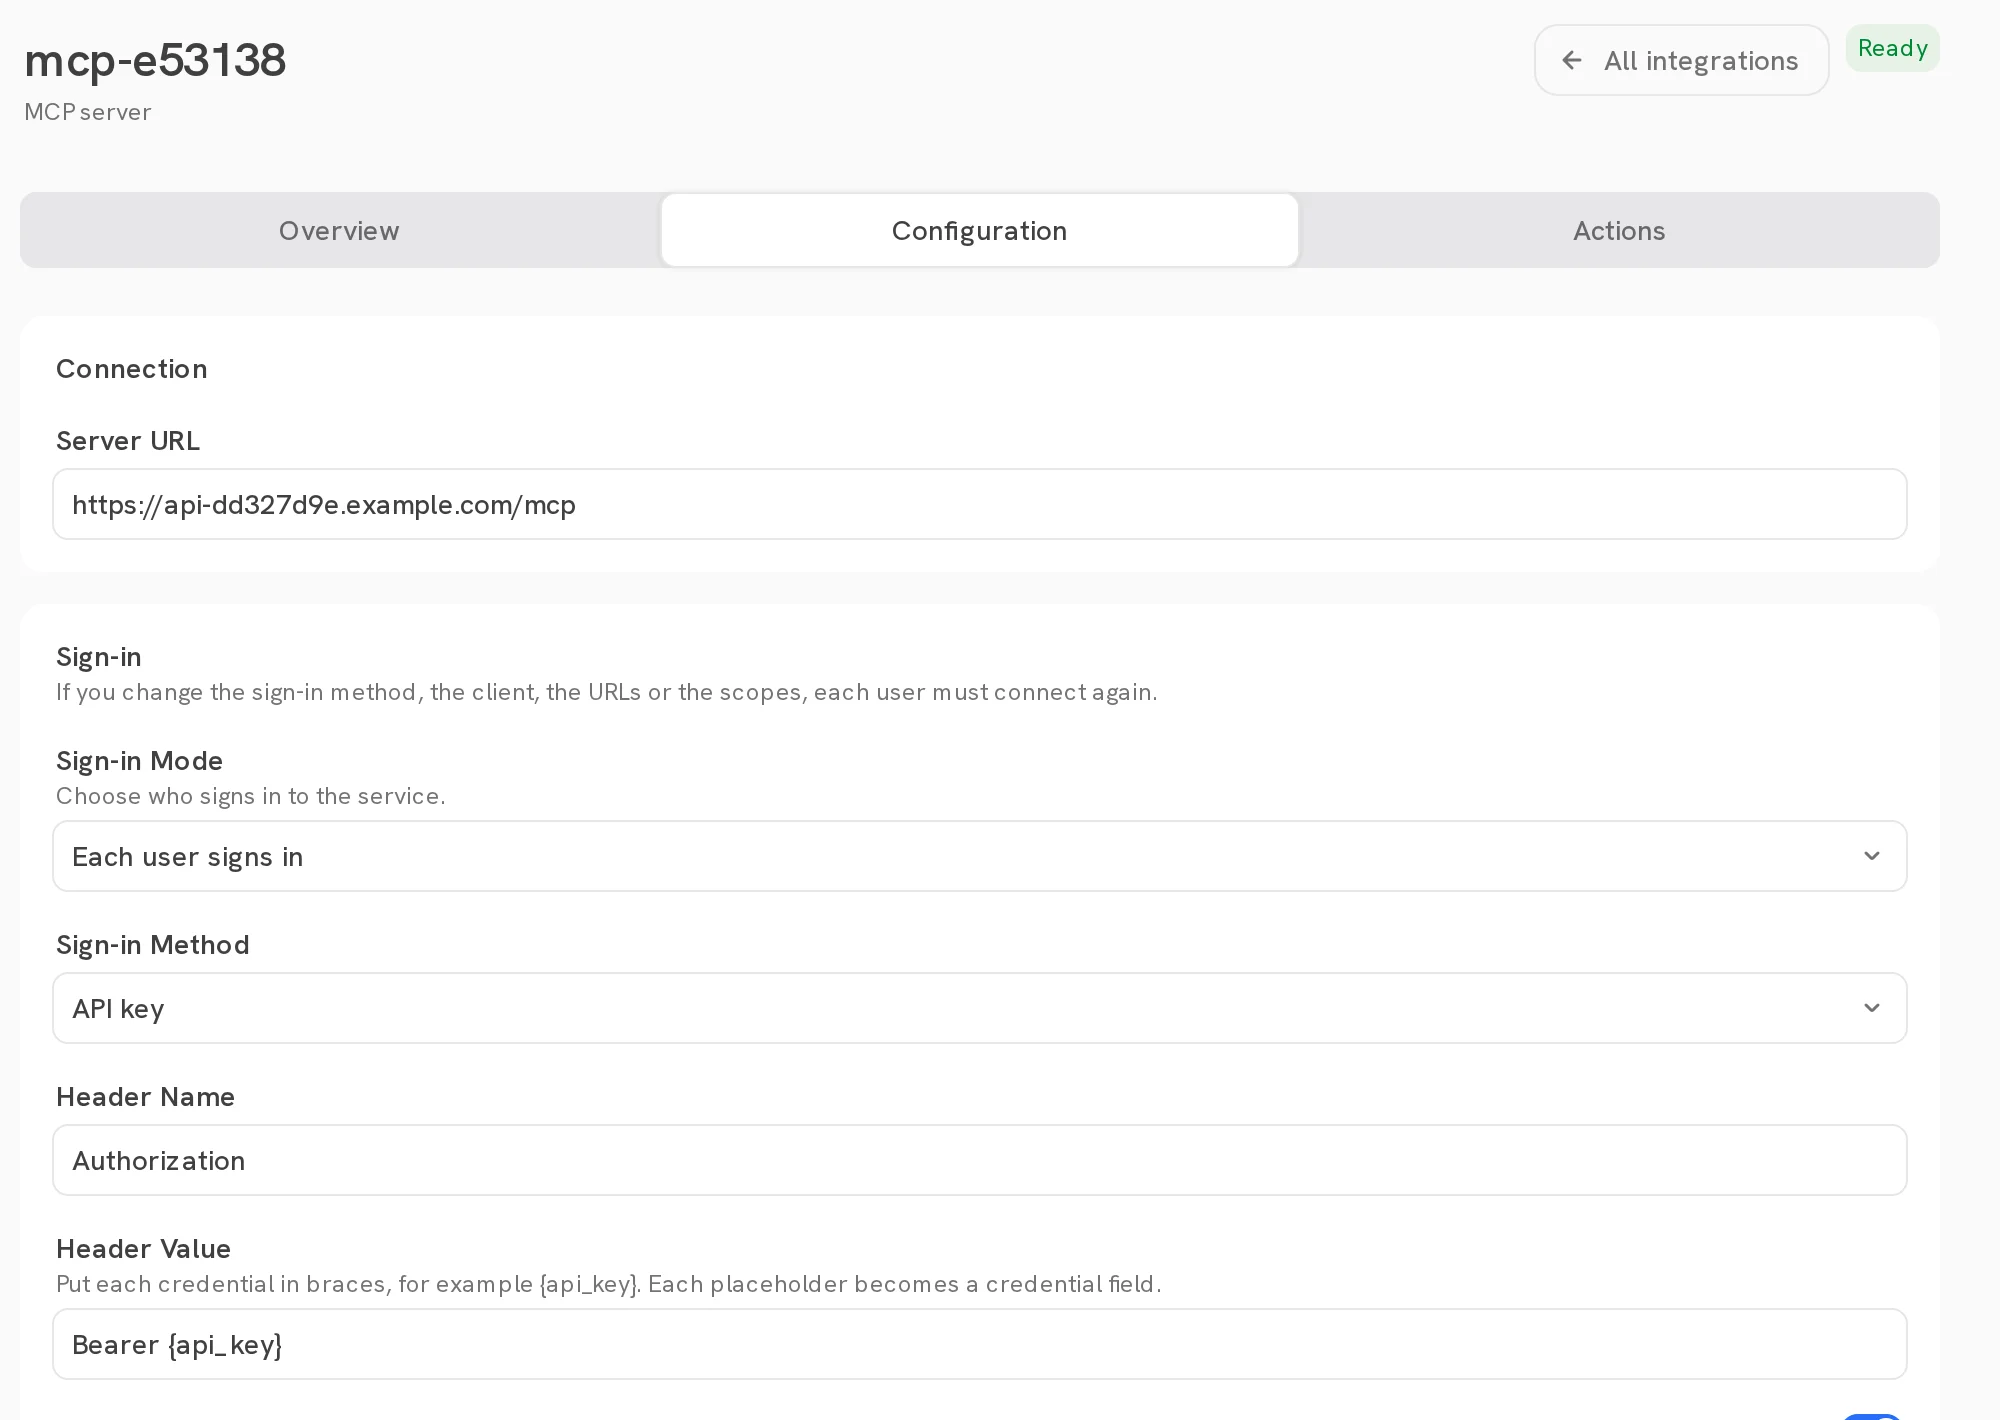 mcp-e53138
MCP server
All integrations
Ready
Overview
Configuration
Actions
Connection
Server URL
https://api-dd327d9e.example.com/mcp
Sign-in
If you change the sign-in method, the client, the URLs or the scopes, each user must connect again.
Sign-in Mode
Choose who signs in to the service.
Each user signs in
Sign-in Method
API key
Header Name
Authorization
Header Value
Put each credential in braces, for example {api_key}. Each placeholder becomes a credential field.
Bearer {api_key}